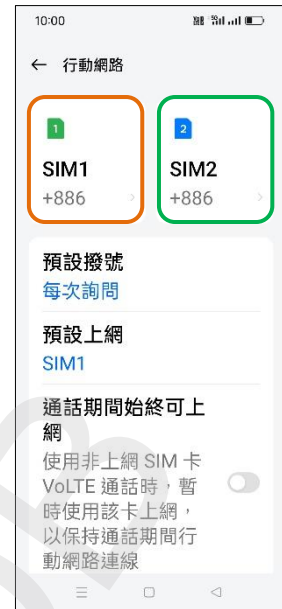 10:00
行動網路
1
2
SIM1
SIM2
+886
+886
預設撥號
每次詢問
預設上網
SIM1
通話期間始終可上
網
使用非上網 SIM 卡
VoLTE 通話時，暫
時使用該卡上網，
以保持通話期間行
動網路連線